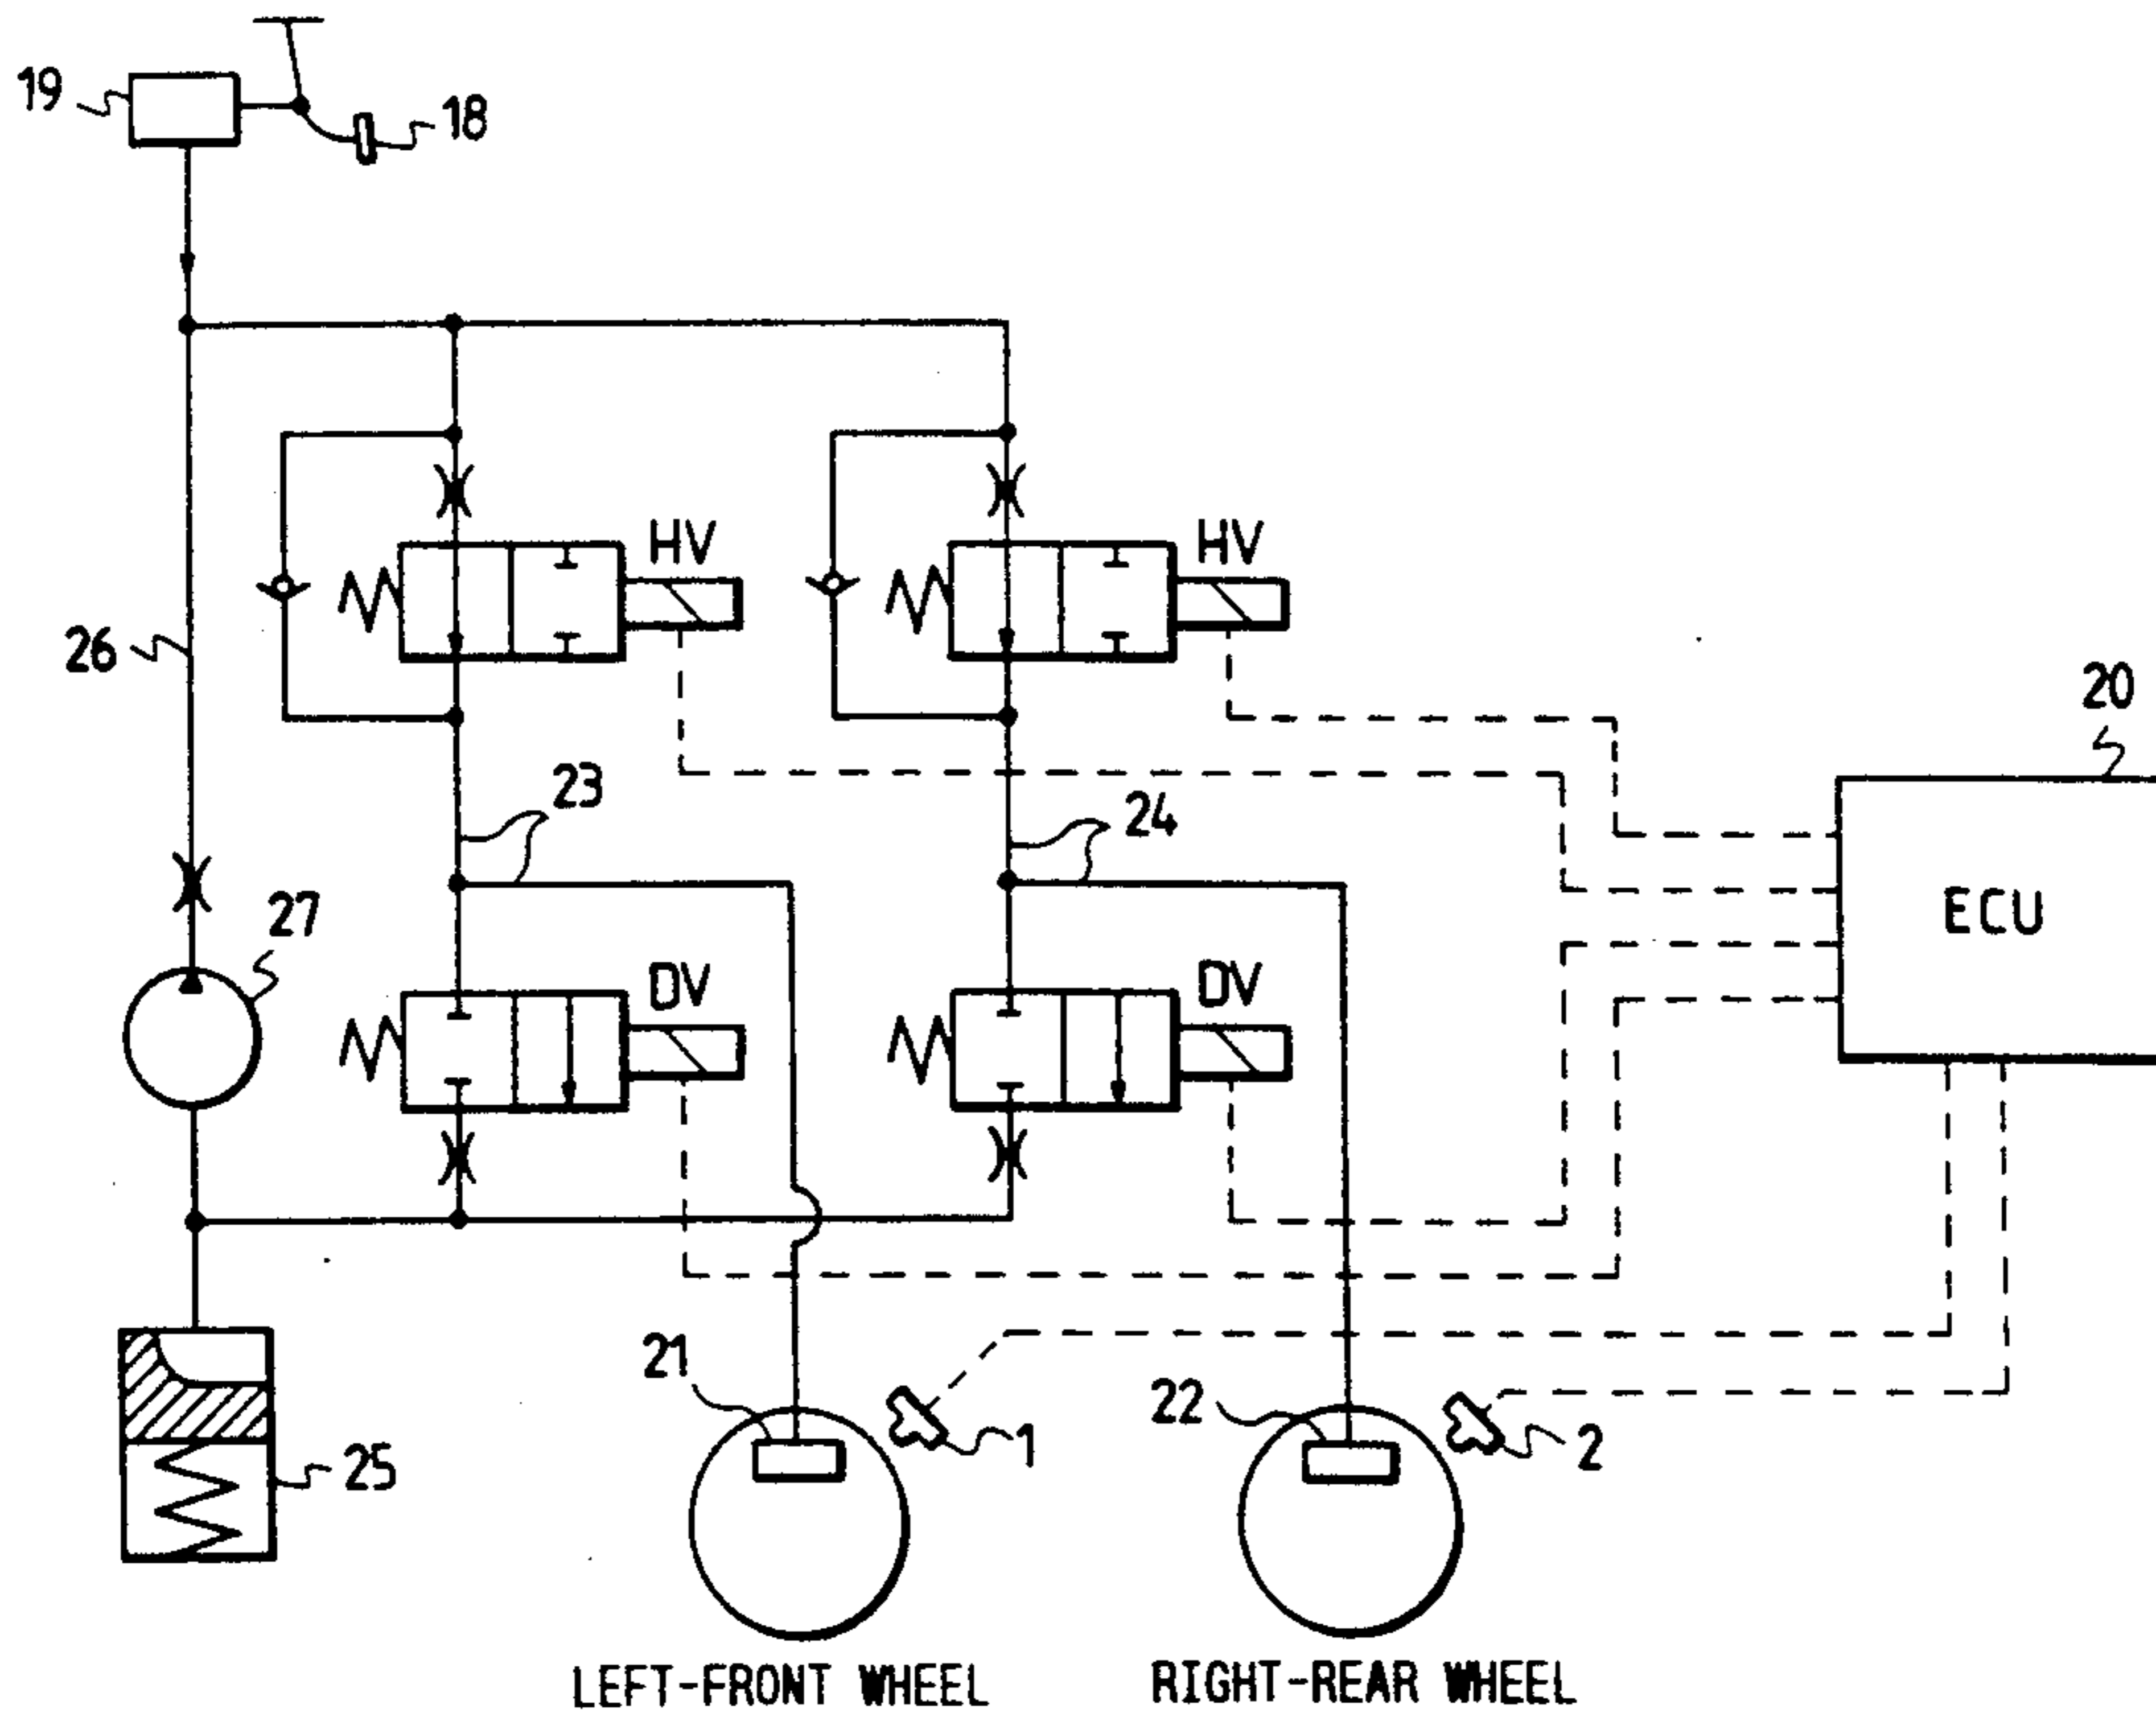 19
18
HV
HV
26
20
23
24
ECU
27
DV
DV
21
22
1
2
25
LEFT-FRONT WHEEL
RIGHT-REAR WHEEL